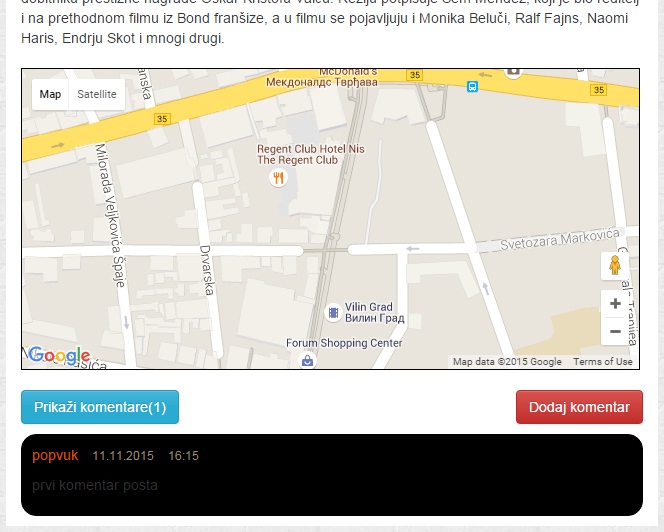 dobitniku prestižne nagrade Oskar Kristofu Valcu. Režiju potpisuje Sem Mendez, koji je bio reditelj
i na prethodnom filmu iz Bond franšize, a u filmu se pojavljuju i Monika Beluči, Ralf Fajns, Naomi
Haris, Endrju Skot i mnogi drugi.
McDonald's
Мекдоналдс Тврђава
35
35
35
Map
Satellite
Regent Club Hotel Nis
The Regent Club
Milorada Veljkovića Špaje
Drvarska
Svetozara Markovića
Vilin Grad
Вилин Град
Forum Shopping Center
Google
Map data ©2015 Google
Terms of Use
Prikaži komentare(1)
Dodaj komentar
popvuk 11.11.2015 16:15
prvi komentar posta